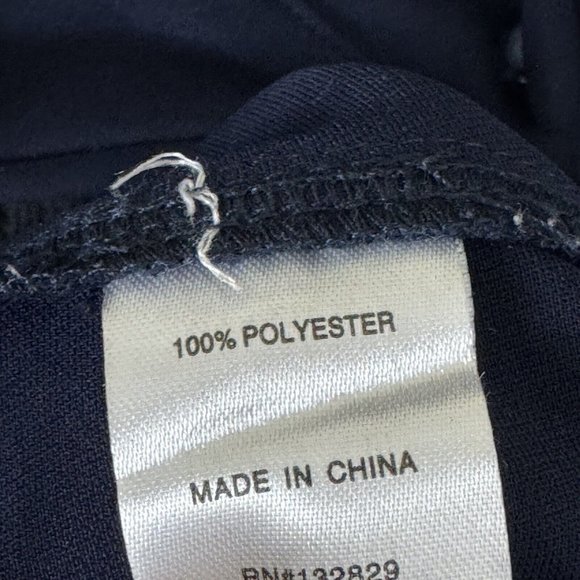 100% POLYESTER
MADE IN CHINA
RN#132829